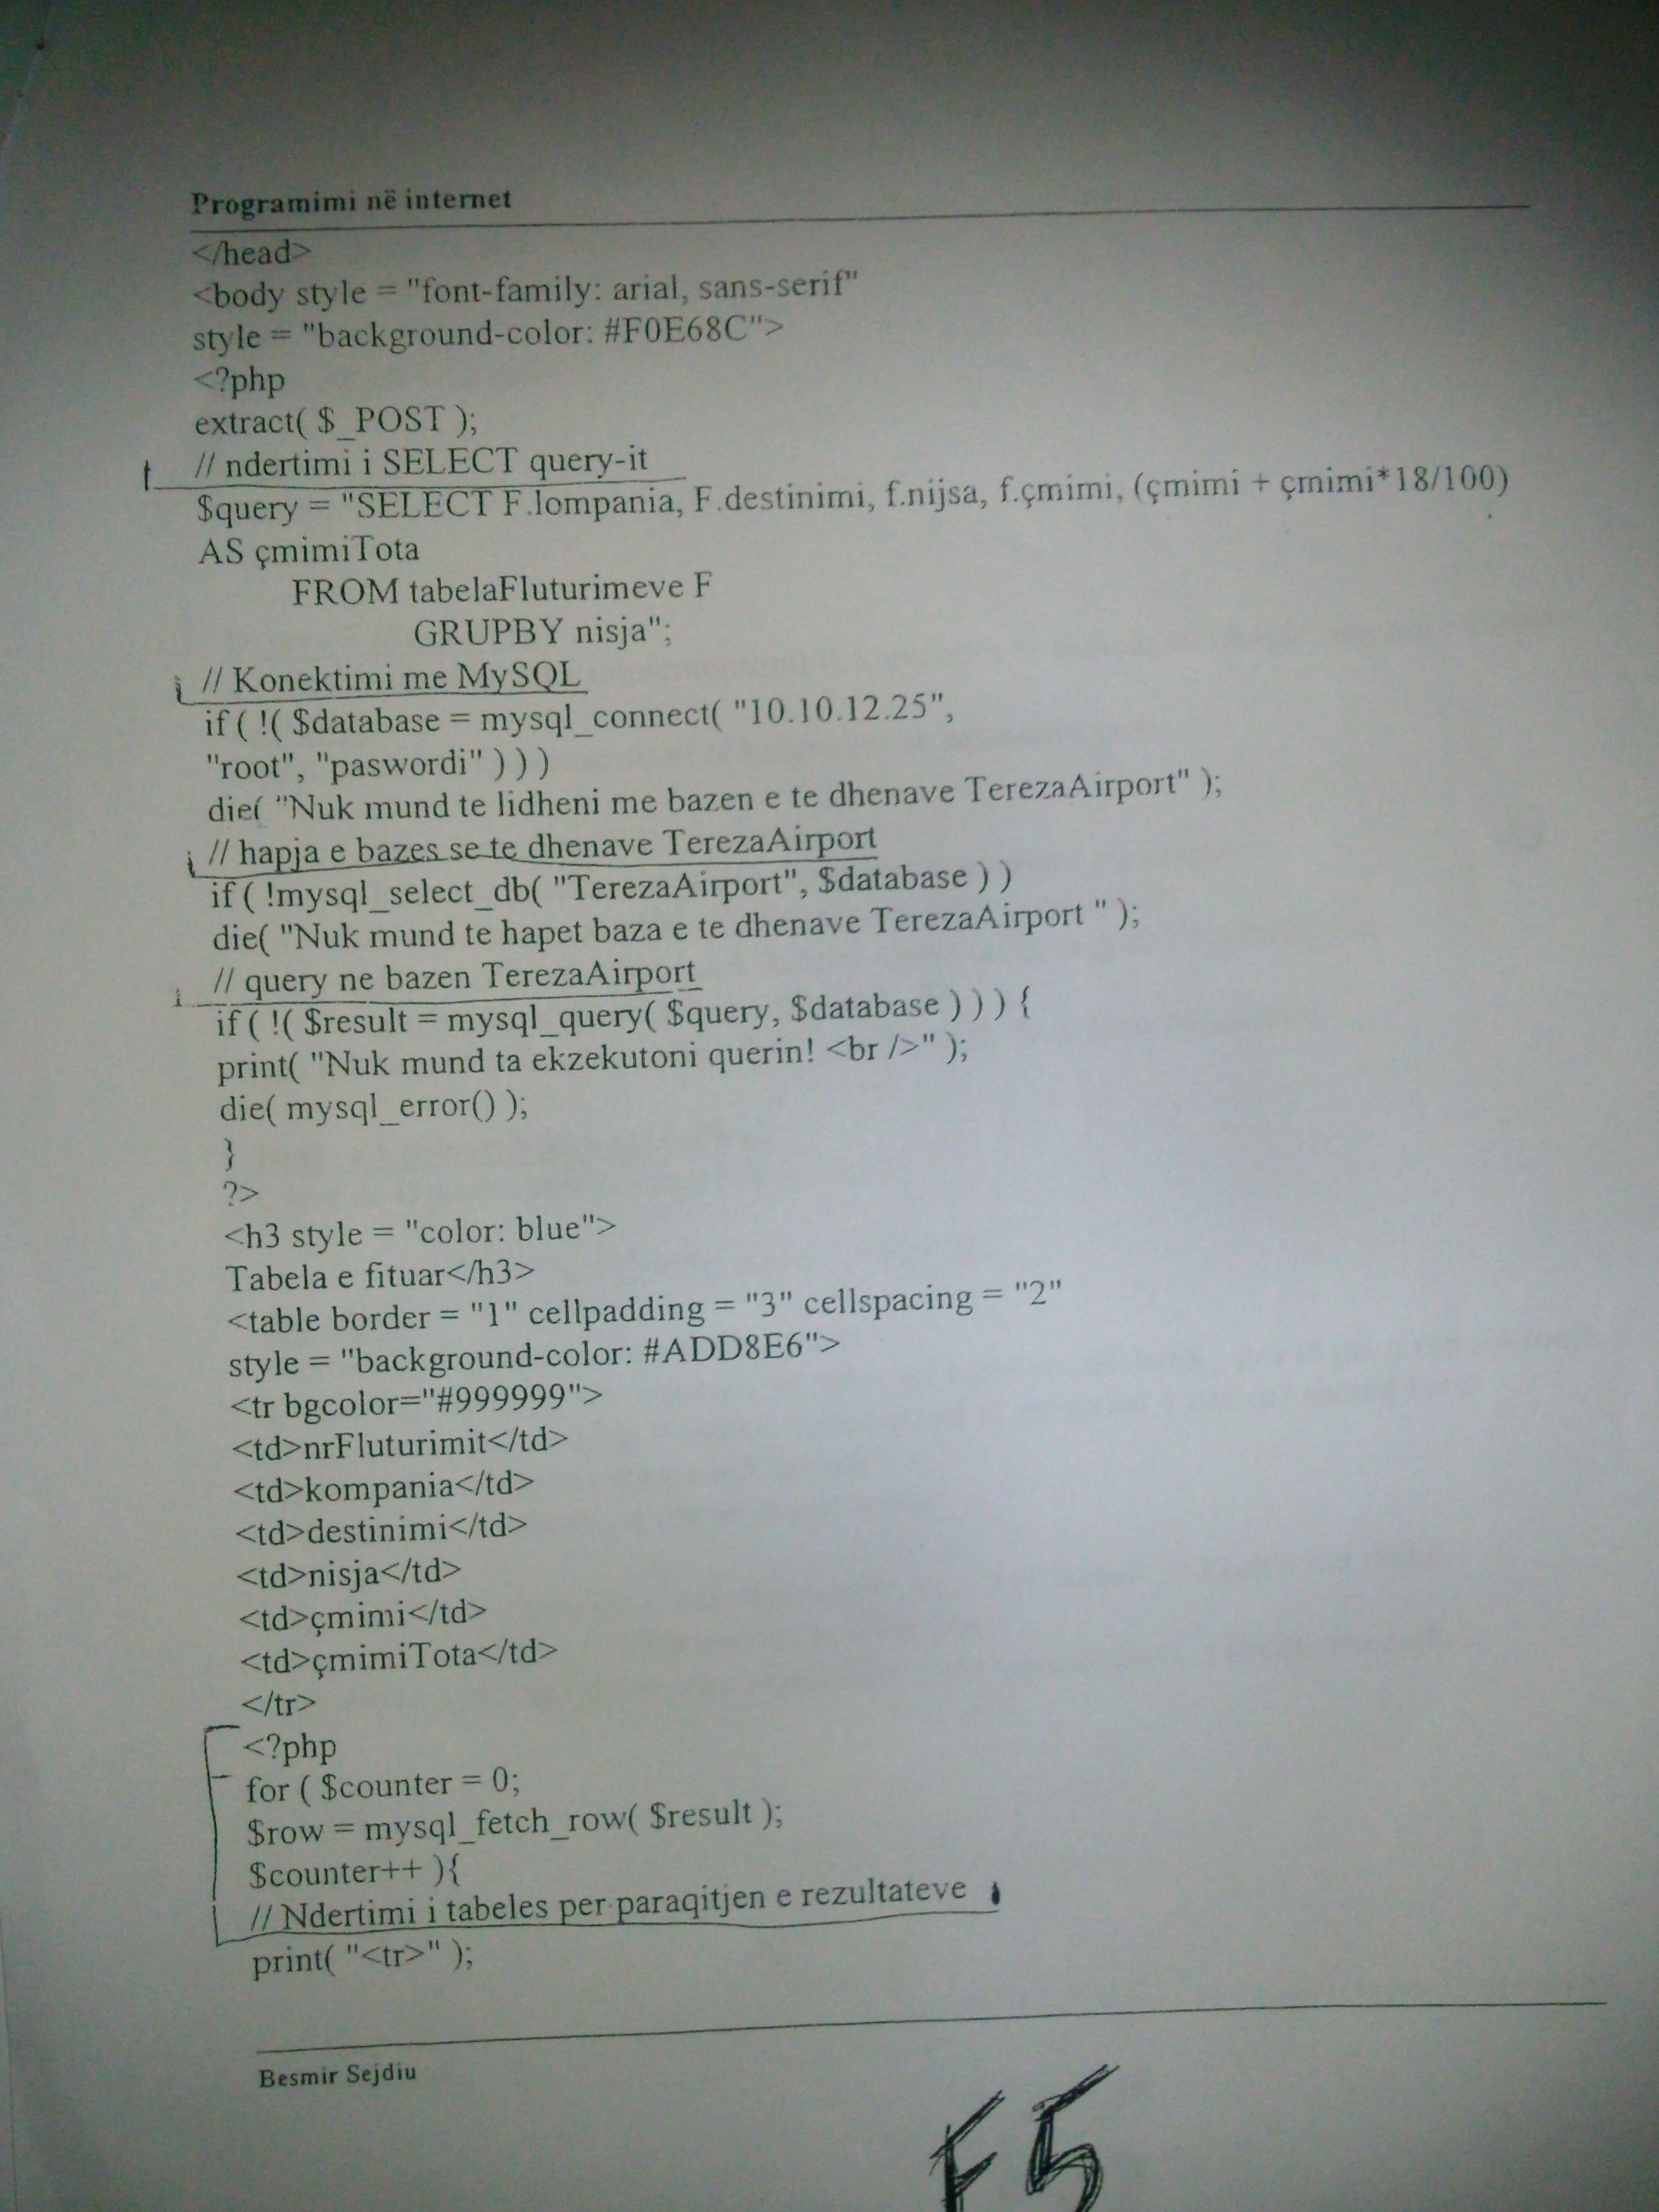 Programimi në internet
</head>
<body style = "font-family: arial, sans-serif"
style = "background-color: #F0E68C">
<?php
extract( $_POST );
// ndertimi i SELECT query-it
$query = "SELECT F.lompania, F.destinimi, f.nijsa, f.çmimi, (çmimi + çmimi*18/100)
AS çmimiTota
FROM tabelaFluturimeve F
GRUPBY nisja";
// Konektimi me MySQL
if ( !( $database = mysql_connect( "10.10.12.25",
"root", "paswordi" ) ) )
die( "Nuk mund te lidheni me bazen e te dhenave TerezaAirport" );
// hapja e bazes se te dhenave TerezaAirport
if ( !mysql_select_db( "TerezaAirport", $database ) )
die( "Nuk mund te hapet baza e te dhenave TerezaAirport " );
// query ne bazen TerezaAirport
if ( !( $result = mysql_query( $query, $database ) ) ) {
print( "Nuk mund ta ekzekutoni querin! <br />" );
die( mysql_error() );
}
?>
<h3 style = "color: blue">
Tabela e fituar</h3>
<table border = "1" cellpadding = "3" cellspacing = "2"
style = "background-color: #ADD8E6">
<tr bgcolor="#999999">
<td>nrFluturimit</td>
<td>kompania</td>
<td>destinimi</td>
<td>nisja</td>
<td>çmimi</td>
<td>çmimiTota</td>
</tr>
<?php
for ( $counter = 0;
$row = mysql_fetch_row( $result );
$counter++ ){
// Ndertimi i tabeles per paraqitjen e rezultateve
print( "<tr>" );
Besmir Sejdiu